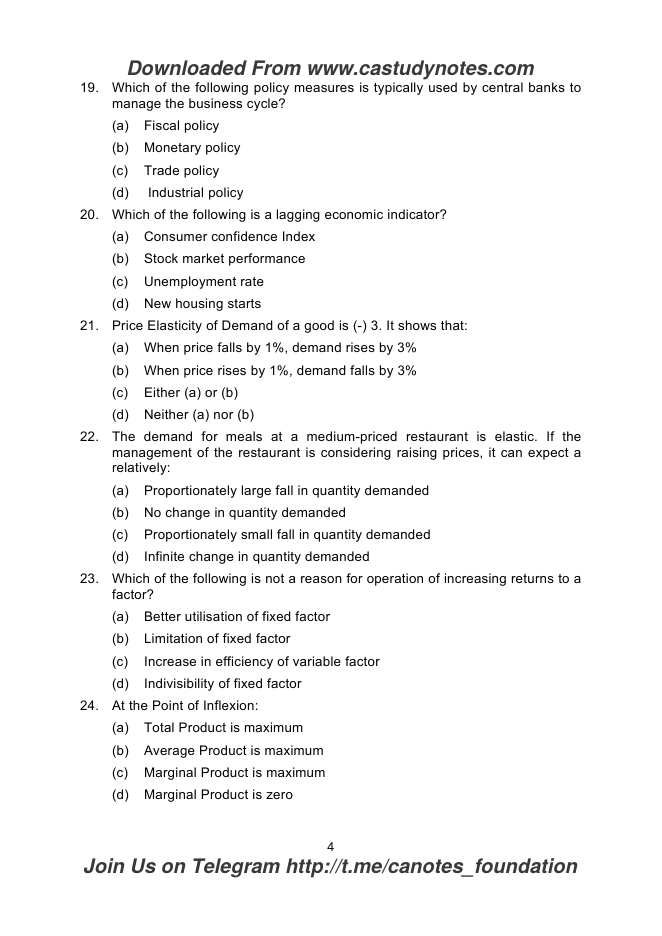 Downloaded From www.castudynotes.com
19. Which of the following policy measures is typically used by central banks to
manage the business cycle?
(a) Fiscal policy
(b) Monetary policy
(c) Trade policy
(d) Industrial policy
20. Which of the following is a lagging economic indicator?
(a) Consumer confidence Index
(b) Stock market performance
(c) Unemployment rate
(d) New housing starts
21. Price Elasticity of Demand of a good is (-) 3. It shows that:
(a) When price falls by 1%, demand rises by 3%
(b) When price rises by 1%, demand falls by 3%
(c) Either (a) or (b)
(d) Neither (a) nor (b)
22. The demand for meals at a medium-priced restaurant is elastic. If the
management of the restaurant is considering raising prices, it can expect a
relatively:
(a) Proportionately large fall in quantity demanded
(b) No change in quantity demanded
(c) Proportionately small fall in quantity demanded
(d) Infinite change in quantity demanded
23. Which of the following is not a reason for operation of increasing returns to a
factor?
(a) Better utilisation of fixed factor
(b) Limitation of fixed factor
(c) Increase in efficiency of variable factor
(d) Indivisibility of fixed factor
24. At the Point of Inflexion:
(a) Total Product is maximum
(b) Average Product is maximum
(c) Marginal Product is maximum
(d) Marginal Product is zero
4
Join Us on Telegram http://t.me/canotes_foundation